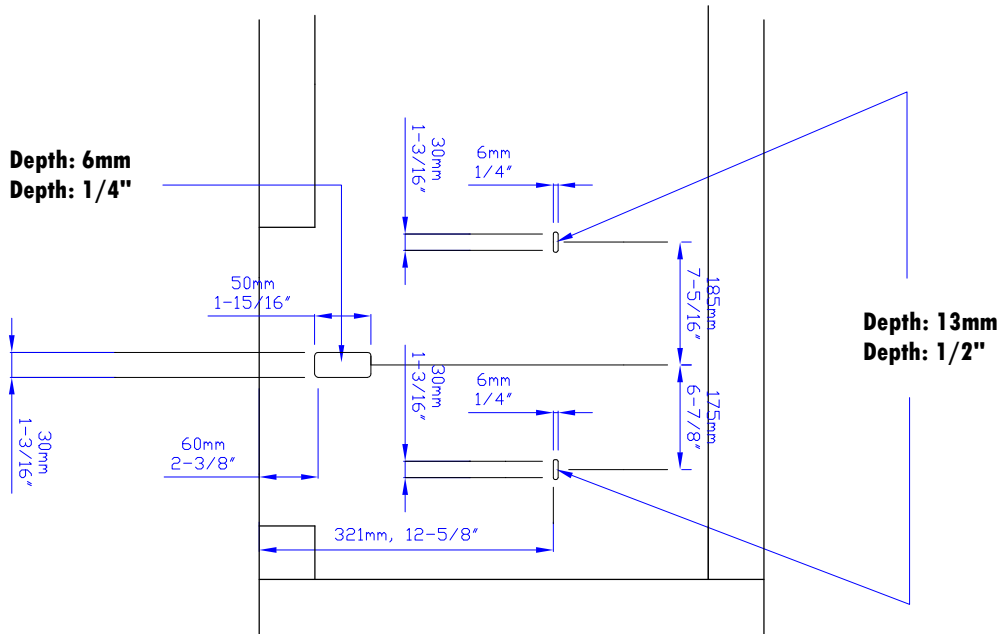 Depth: 6mm
Depth: 1/4"
30mm
1-3/16"
6mm
1/4"
50mm
1-15/16"
185mm
7-5/16"
Depth: 13mm
Depth: 1/2"
30mm
1-3/16"
6mm
1/4"
175mm
6-7/8"
30mm
1-3/16"
60mm
2-3/8"
321mm, 12-5/8"